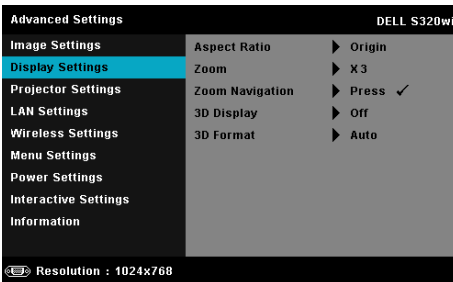 Advanced Settings DELL S320wi
Image Settings Aspect Ratio Origin
Display Settings Zoom X3
Projector Settings Zoom Navigation Press ✓
LAN Settings 3D Display Off
Wireless Settings 3D Format Auto
Menu Settings
Power Settings
Interactive Settings
Information
Resolution : 1024x768